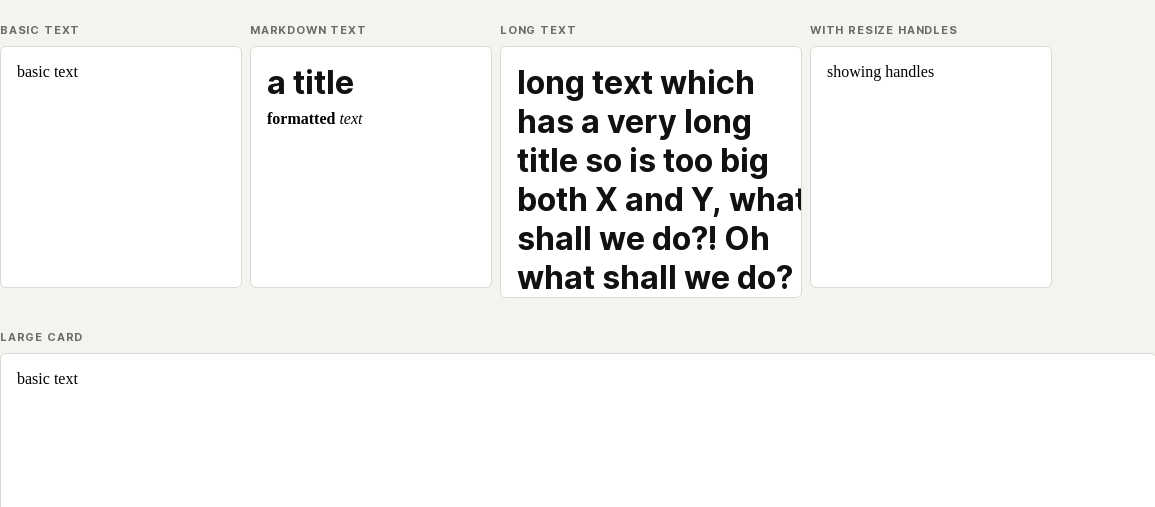 BASIC TEXT
basic text
MARKDOWN TEXT
a title
formatted text
LONG TEXT
long text which
has a very long
title so is too big
both X and Y, what
shall we do?! Oh
what shall we do?
WITH RESIZE HANDLES
showing handles
LARGE CARD
basic text